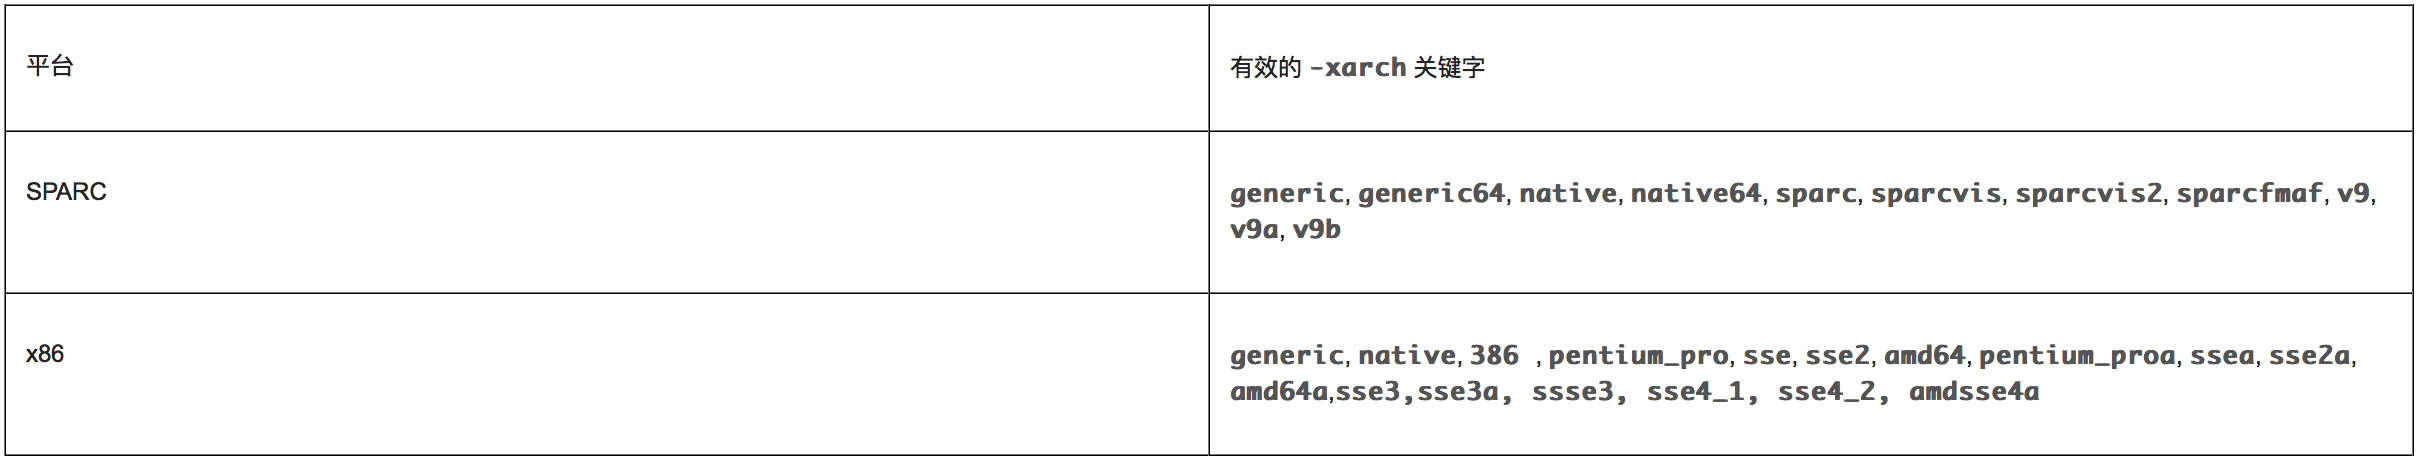 平台
有效的 -xarch 关键字
SPARC
generic, generic64, native, native64, sparc, sparcvis, sparcvis2, sparcfmaf, v9,
v9a, v9b
x86
generic, native, 386 , pentium_pro, sse, sse2, amd64, pentium_proa, ssea, sse2a,
amd64a,sse3,sse3a, ssse3, sse4_1, sse4_2, amdsse4a